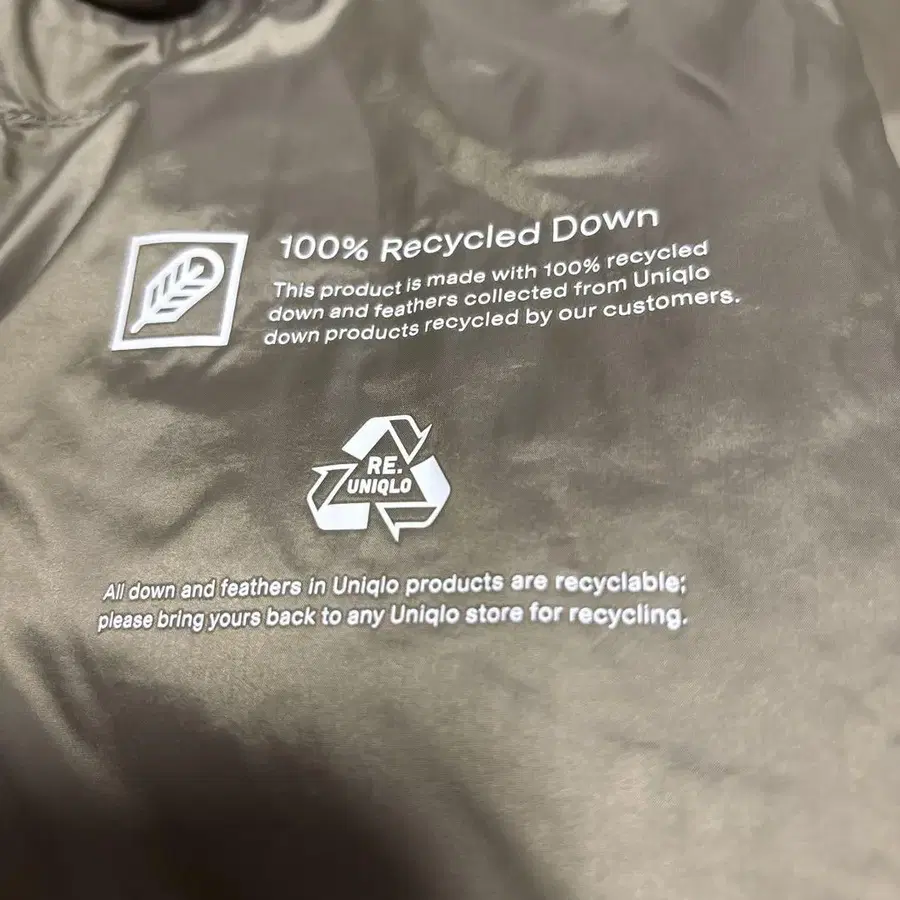 100% Recycled Down
This product is made with 100% recycled
down and feathers collected from Uniqlo
down products recycled by our customers.
RE.
UNIQLO
All down and feathers in Uniqlo products are recyclable;
please bring yours back to any Uniqlo store for recycling.